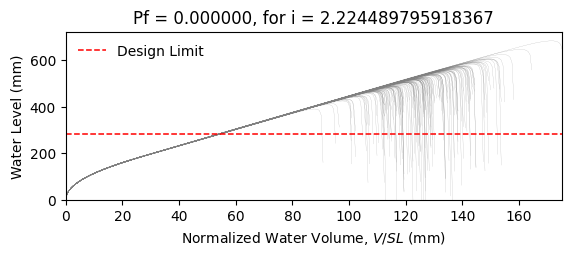 Pf = 0.000000, for i = 2.224489795918367
Design Limit
Water Level (mm)
600
400
200
0
0 20 40 60 80 100 120 140 160
Normalized Water Volume, V/SL (mm)